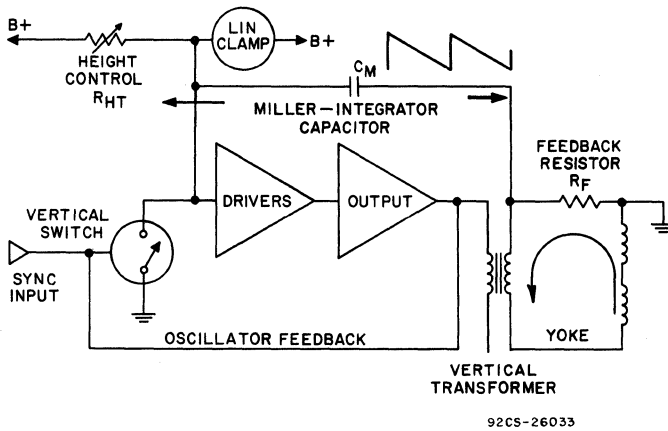 B+
LIN
CLAMP
B+
HEIGHT
CONTROL
RHT
CM
MILLER—INTEGRATOR
CAPACITOR
FEEDBACK
RESISTOR
RF
DRIVERS
OUTPUT
VERTICAL
SWITCH
SYNC
INPUT
OSCILLATOR FEEDBACK
YOKE
VERTICAL
TRANSFORMER
92CS-26033